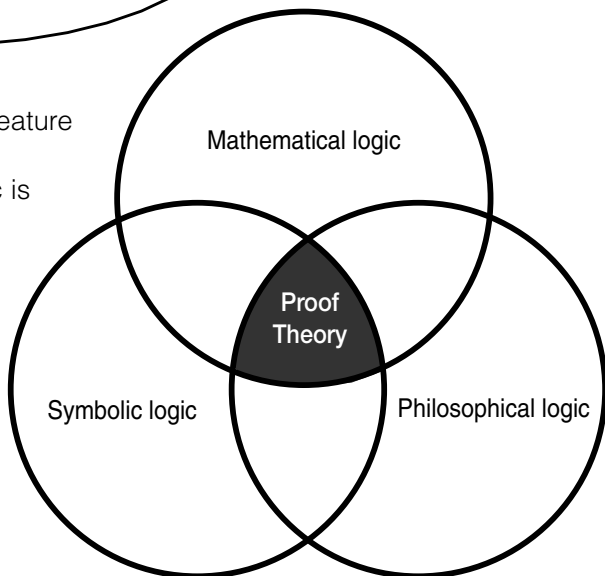 eature
is
Mathematical logic
Proof
Theory
Symbolic logic
Philosophical logic